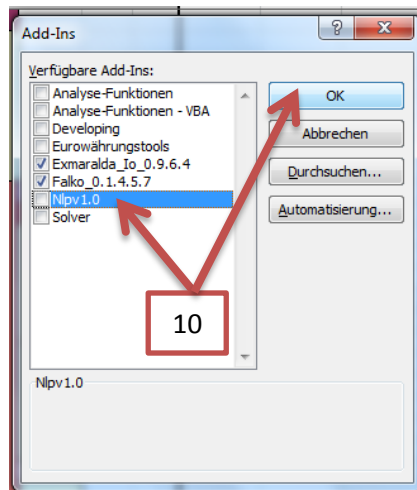 Add-Ins
Verfügbare Add-Ins:
Analyse-Funktionen
Analyse-Funktionen - VBA
Developing
Eurowährungstools
Exmaralda_Io_0.9.6.4
Falko_0.1.4.5.7
Nlpv1.0
Solver
OK
Abbrechen
Durchsuchen...
Automatisierung...
10
Nlpv1.0